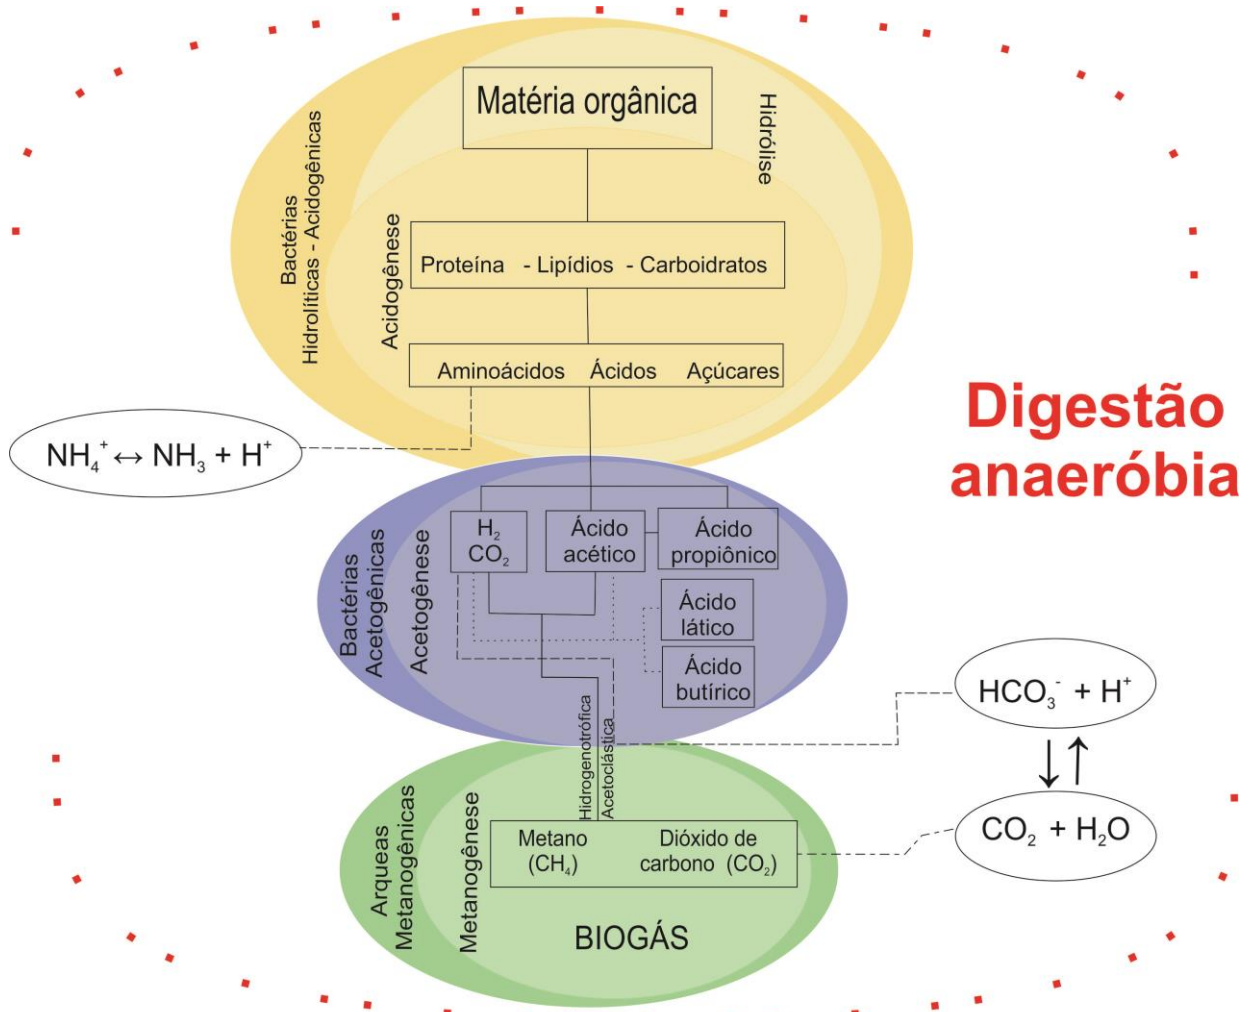 Matéria orgânica
Hidrólise
Bactérias
Hidrolíticas - Acidogênicas
Acidogênese
Proteína - Lipídios - Carboidratos
Aminoácidos Ácidos Açúcares
NH₄⁺ ↔ NH₃ + H⁺
Digestão
anaeróbia
Bactérias
Acetogênicas
Acetogênese
H₂
CO₂
Ácido
acético
Ácido
propiônico
Ácido
lático
Ácido
butírico
HCO₃⁻ + H⁺
CO₂ + H₂O
Hidrogenotrófica
Acetoclástica
Arqueas
Metanogênicas
Metanogênese
Metano
(CH₄)
Dióxido de
carbono (CO₂)
BIOGÁS